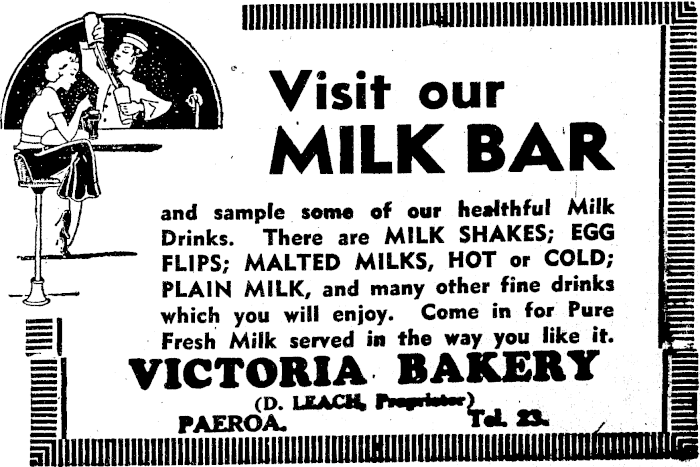 Visit our
MILK BAR
and sample some of our healthful Milk
Drinks. There are MILK SHAKES; EGG
FLIPS; MALTED MILKS, HOT or COLD;
PLAIN MILK, and many other fine drinks
which you will enjoy. Come in for Pure
Fresh Milk served in the way you like it.
VICTORIA BAKERY
(D. LEACH, Proprietor)
PAEROA. Tel. 23.